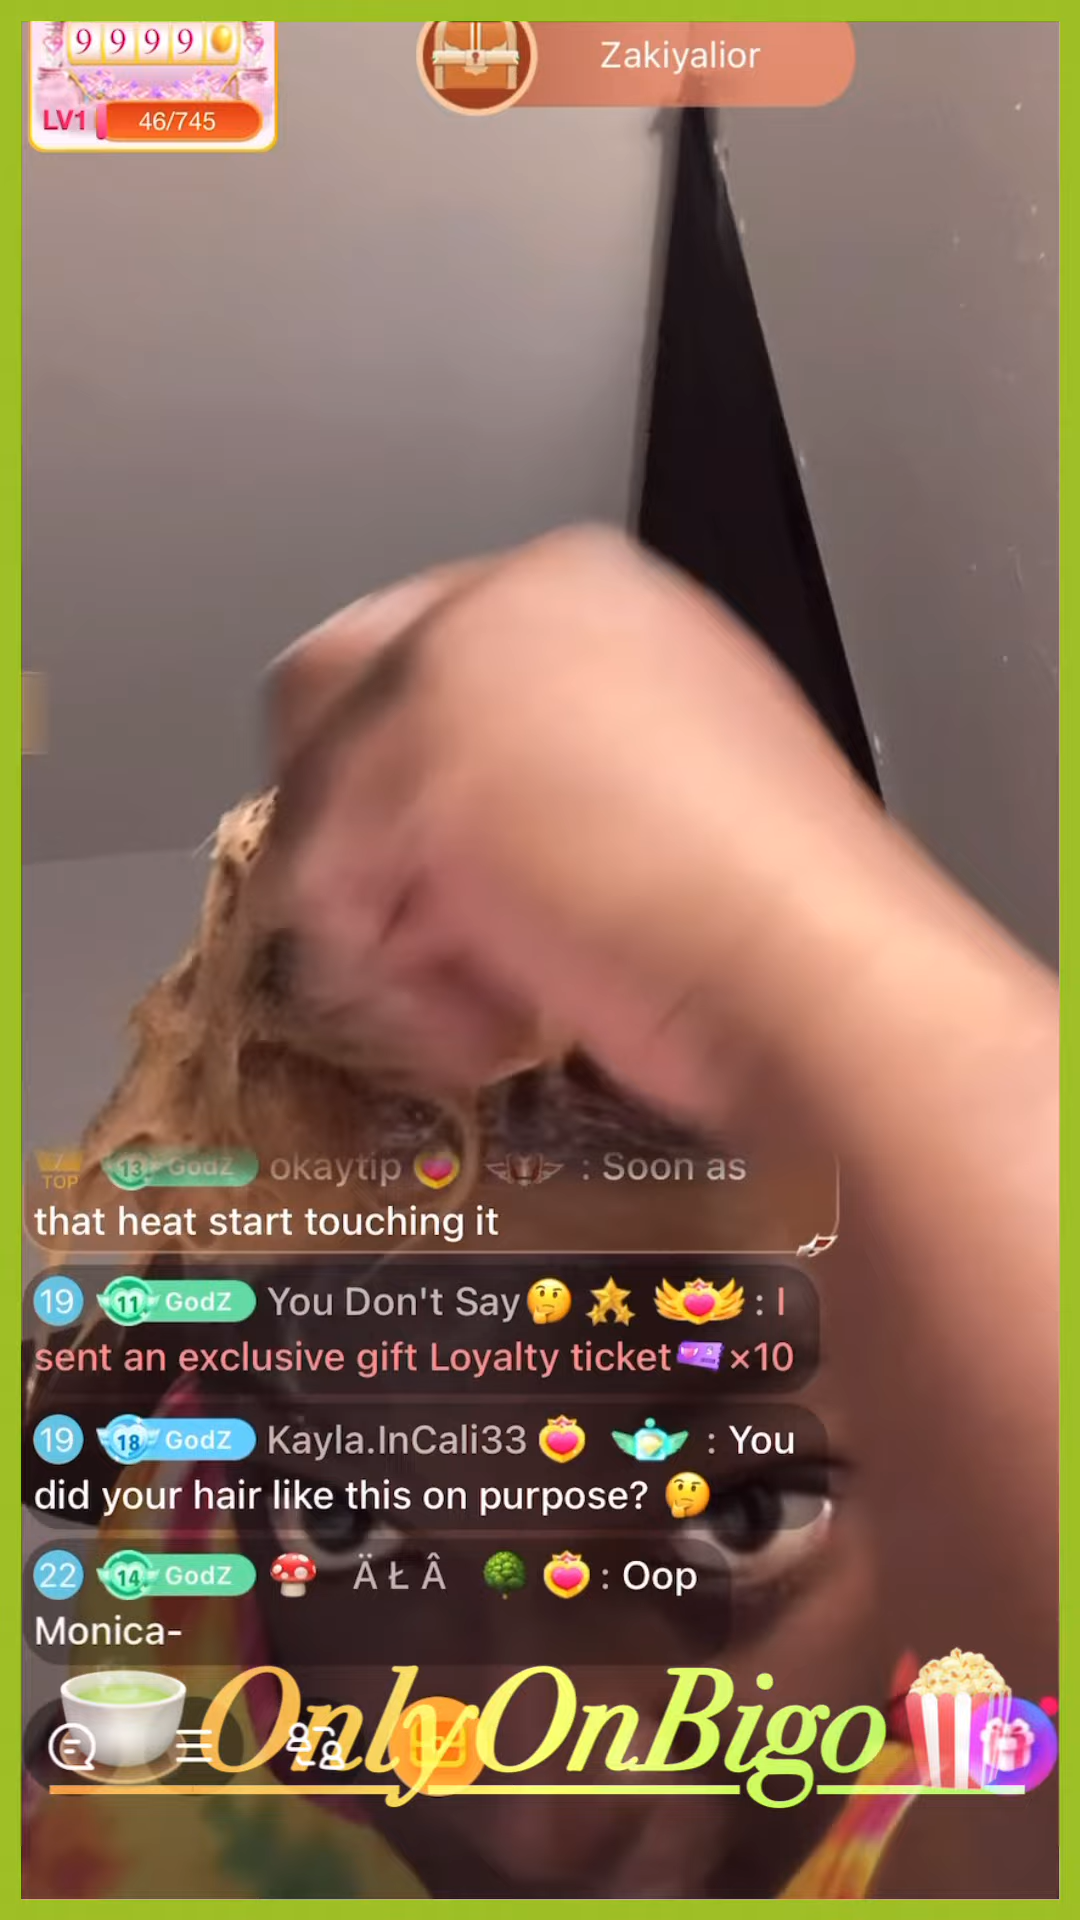 9999
Zakiyalior
LV1 46/745
TOP 13 GodZ okaytip : Soon as
that heat start touching it
19 11 GodZ You Don't Say🤔 : I
sent an exclusive gift Loyalty ticket ×10
19 18 GodZ Kayla.InCali33 : You
did your hair like this on purpose? 🤔
22 14 GodZ 🍄 Ä Ł Â 🌳 : Oop
Monica-
OnlyOnBigo